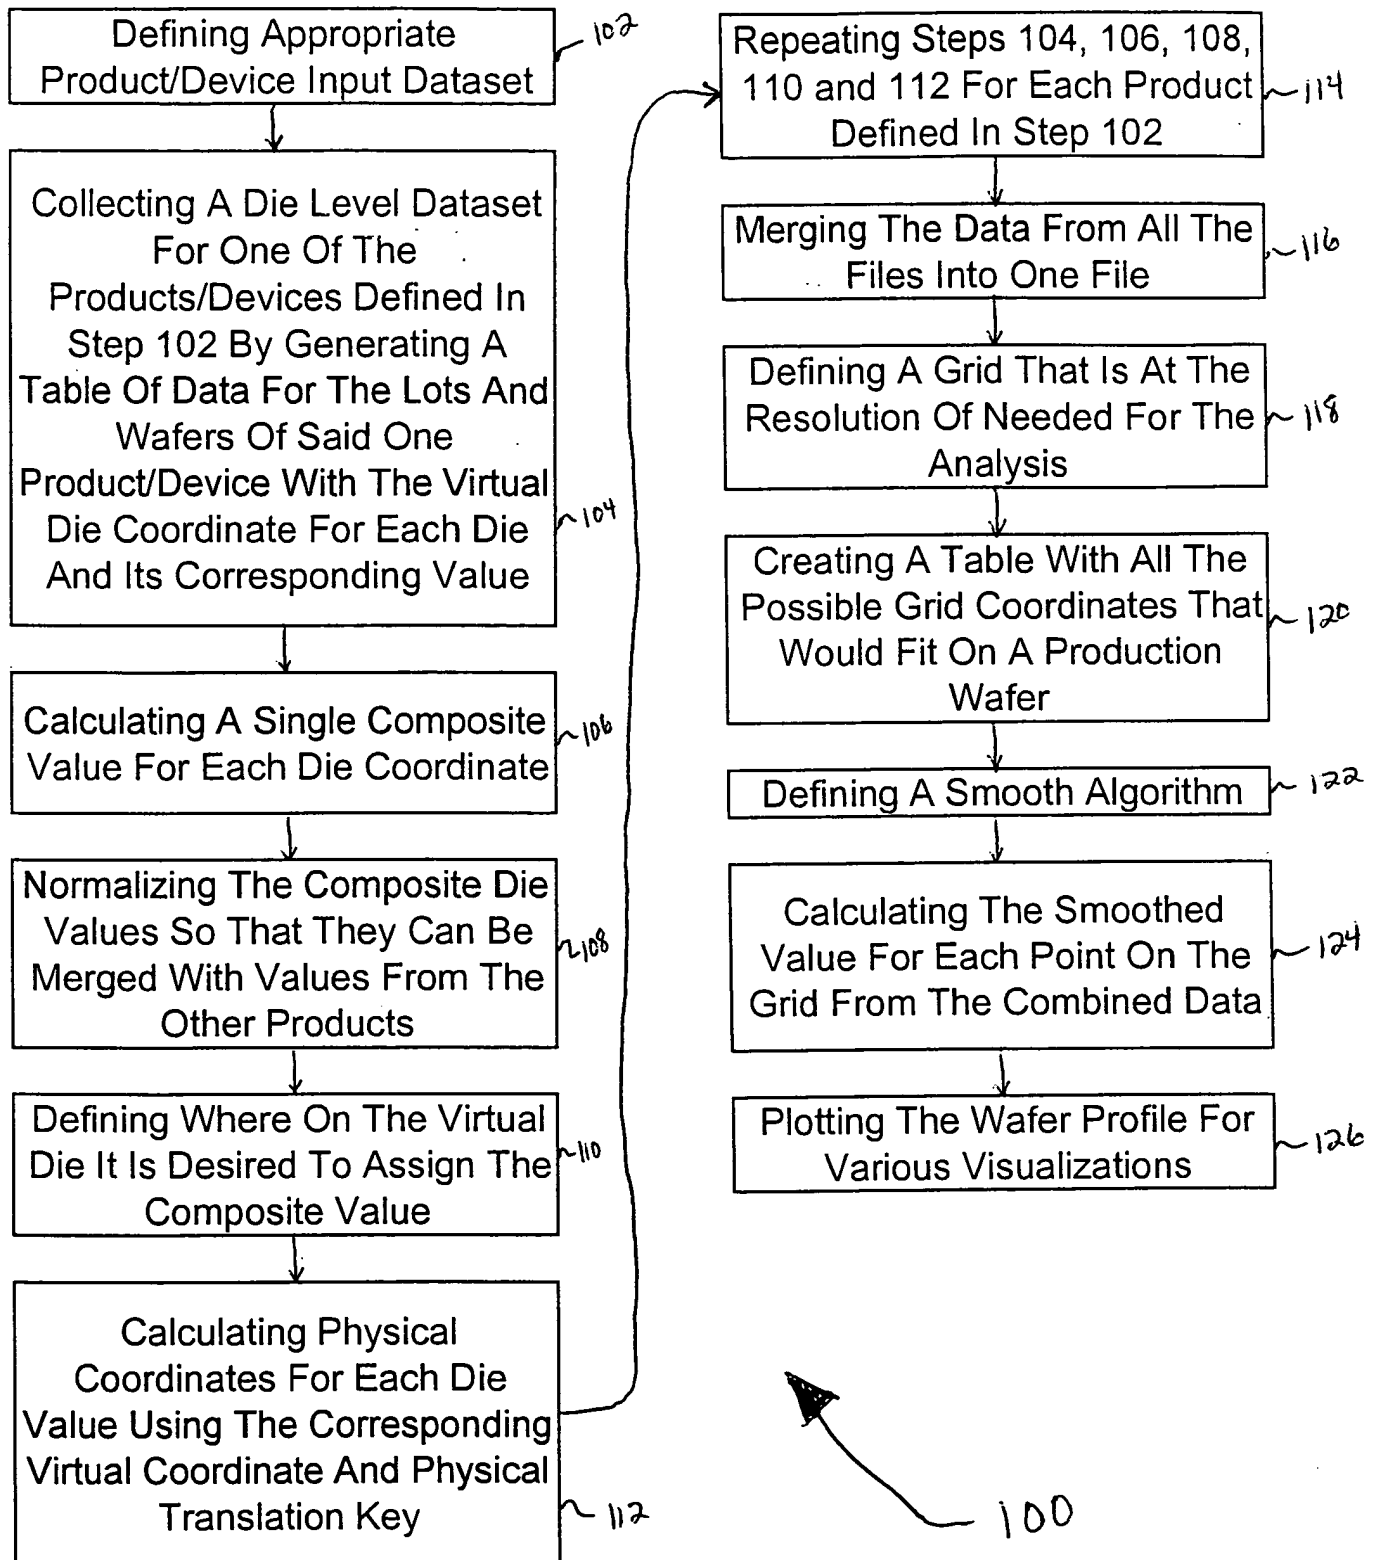 Defining Appropriate
Product/Device Input Dataset
102
Collecting A Die Level Dataset
For One Of The
Products/Devices Defined In
Step 102 By Generating A
Table Of Data For The Lots And
Wafers Of Said One
Product/Device With The Virtual
Die Coordinate For Each Die
And Its Corresponding Value
104
Calculating A Single Composite
Value For Each Die Coordinate
106
Normalizing The Composite Die
Values So That They Can Be
Merged With Values From The
Other Products
108
Defining Where On The Virtual
Die It Is Desired To Assign The
Composite Value
110
Calculating Physical
Coordinates For Each Die
Value Using The Corresponding
Virtual Coordinate And Physical
Translation Key
112
Repeating Steps 104, 106, 108,
110 and 112 For Each Product
Defined In Step 102
114
Merging The Data From All The
Files Into One File
116
Defining A Grid That Is At The
Resolution Of Needed For The
Analysis
118
Creating A Table With All The
Possible Grid Coordinates That
Would Fit On A Production
Wafer
120
Defining A Smooth Algorithm
122
Calculating The Smoothed
Value For Each Point On The
Grid From The Combined Data
124
Plotting The Wafer Profile For
Various Visualizations
126
100